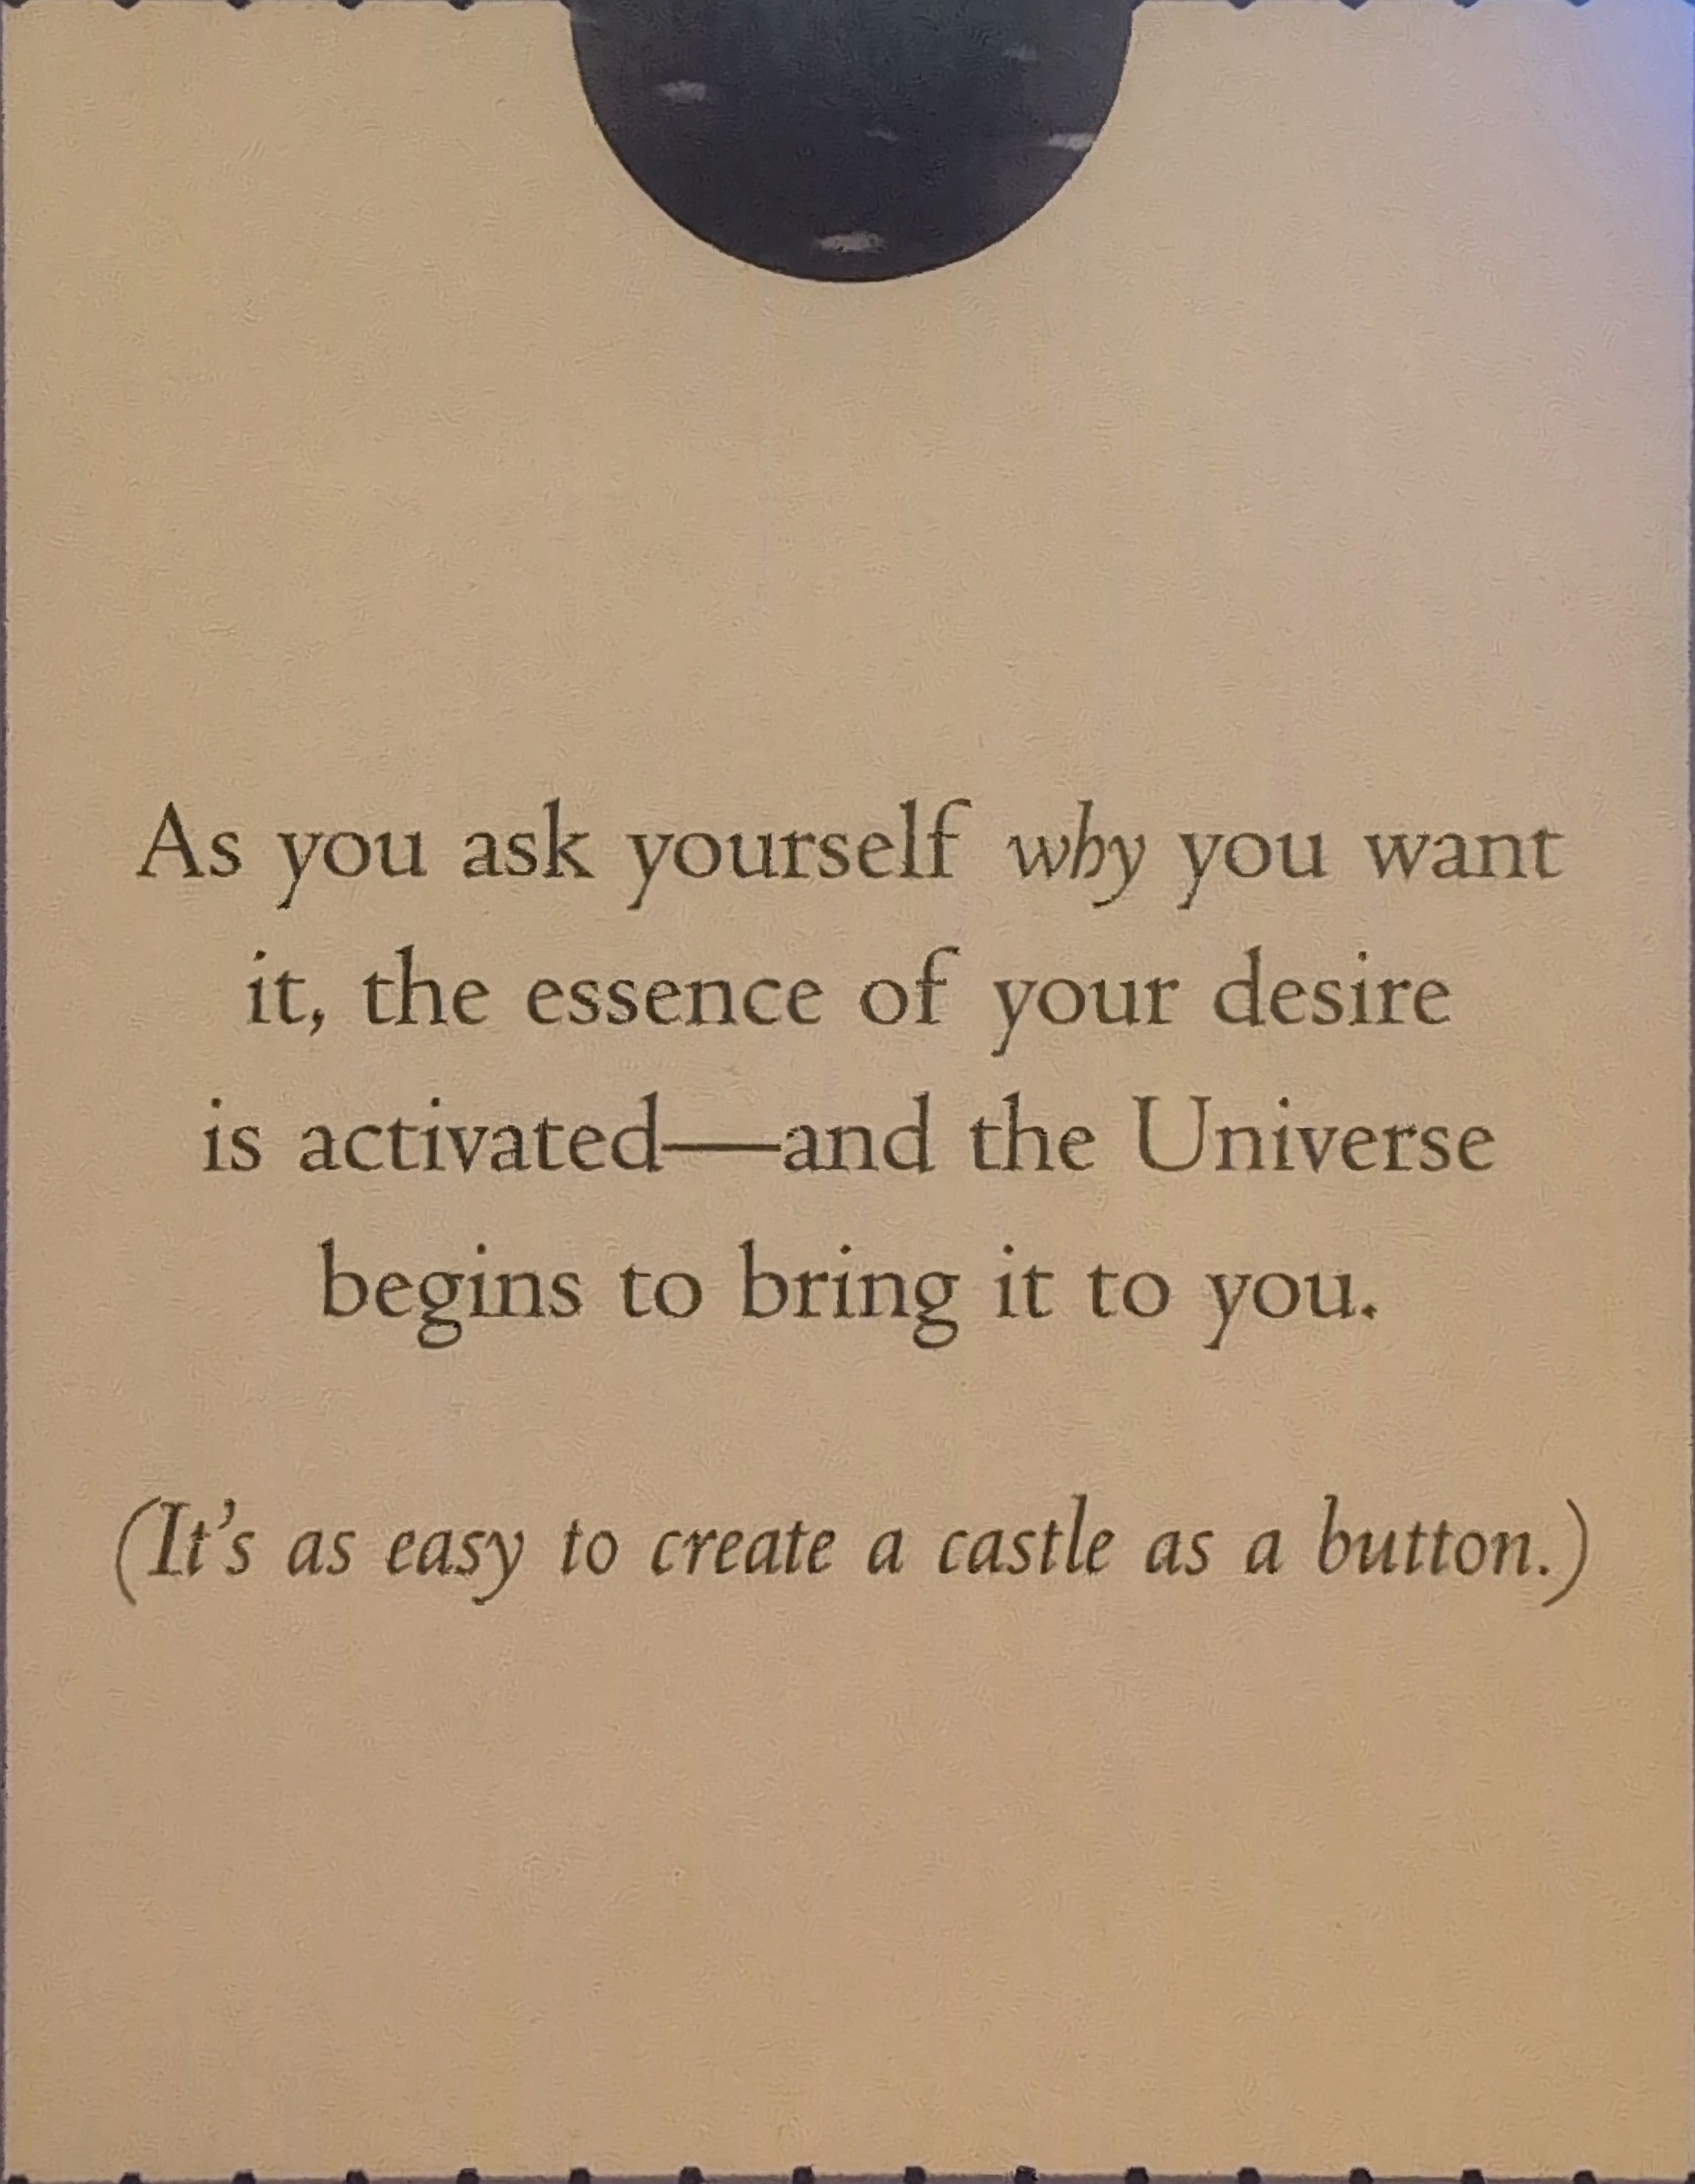 As you ask yourself why you want
it, the essence of your desire
is activated—and the Universe
begins to bring it to you.
(It's as easy to create a castle as a button.)